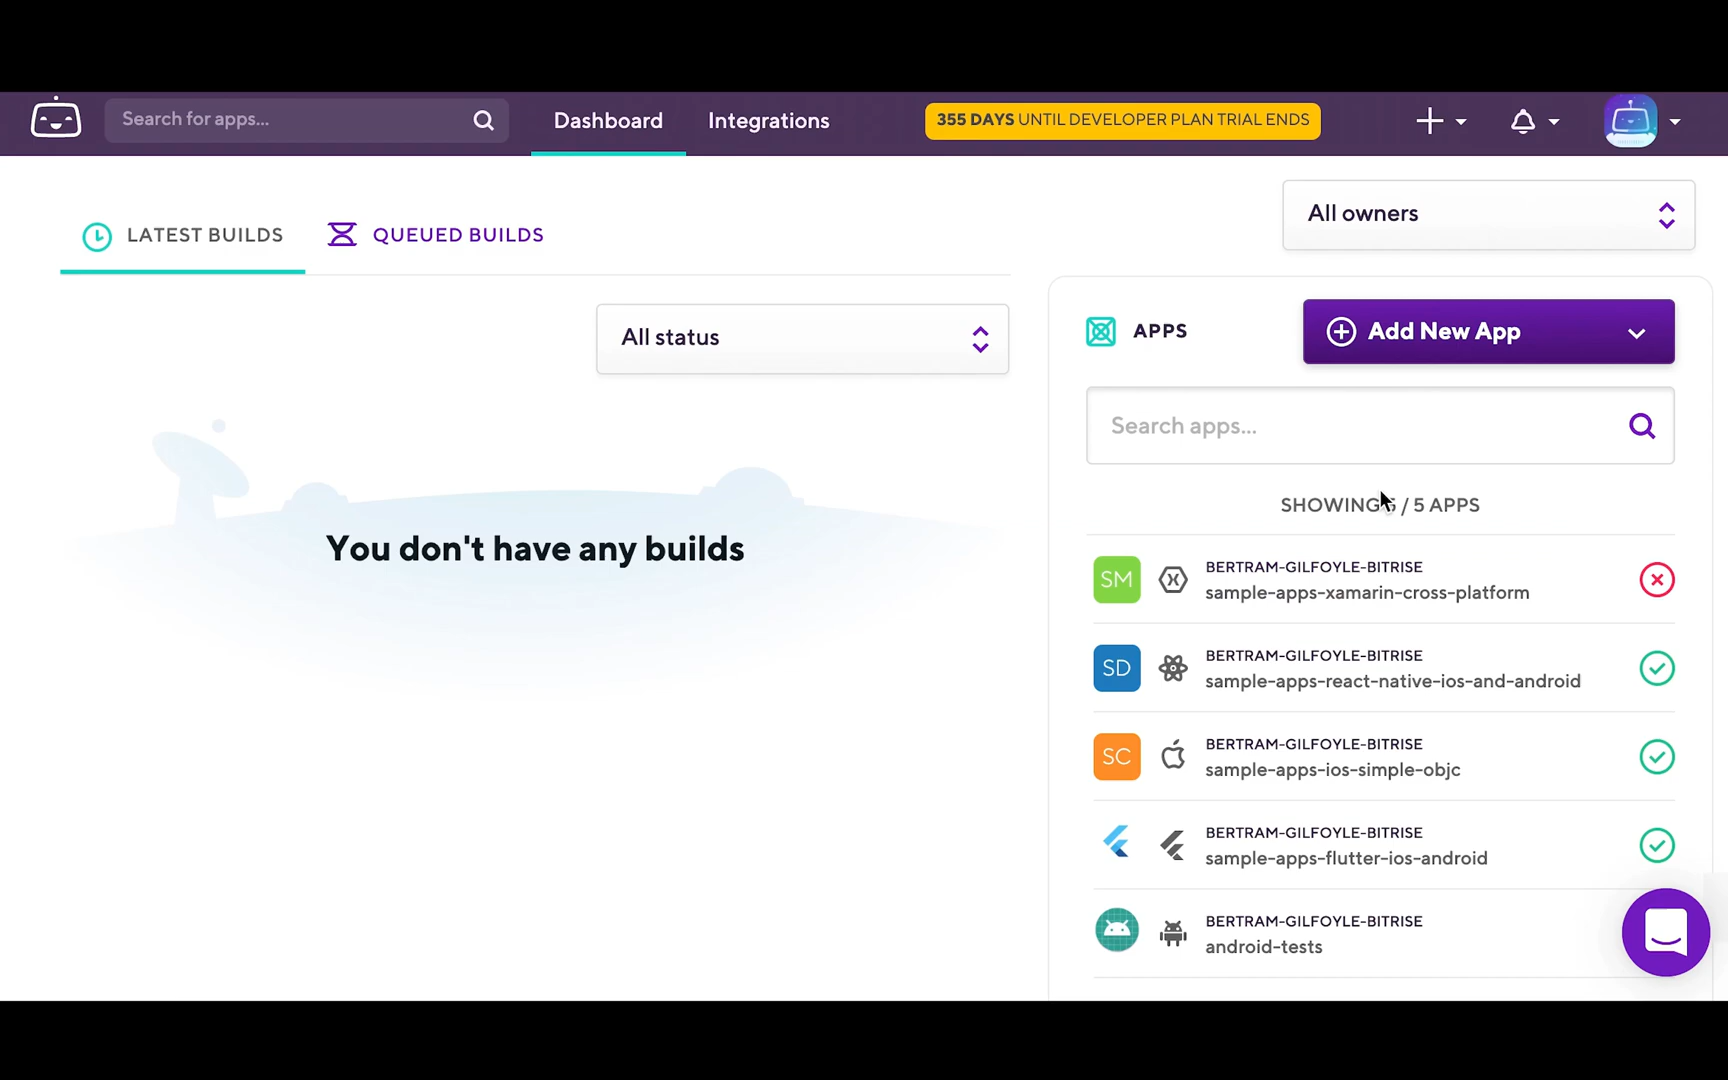 Search for apps...
Dashboard
Integrations
355 DAYS UNTIL DEVELOPER PLAN TRIAL ENDS
All owners
LATEST BUILDS
QUEUED BUILDS
All status
You don't have any builds
APPS
Add New App
Search apps...
SHOWING 5 / 5 APPS
SM
BERTRAM-GILFOYLE-BITRISE
sample-apps-xamarin-cross-platform
SD
BERTRAM-GILFOYLE-BITRISE
sample-apps-react-native-ios-and-android
SC
BERTRAM-GILFOYLE-BITRISE
sample-apps-ios-simple-objc
BERTRAM-GILFOYLE-BITRISE
sample-apps-flutter-ios-android
BERTRAM-GILFOYLE-BITRISE
android-tests